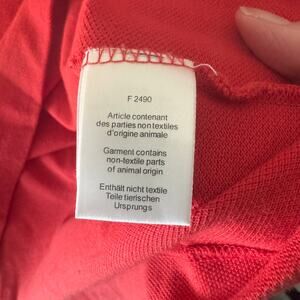 F 2490
Article contenant
des parties non textiles
d'origine animale
Garment contains
non-textile parts
of animal origin
Enthält nicht textile
Teile tierischen
Ursprungs